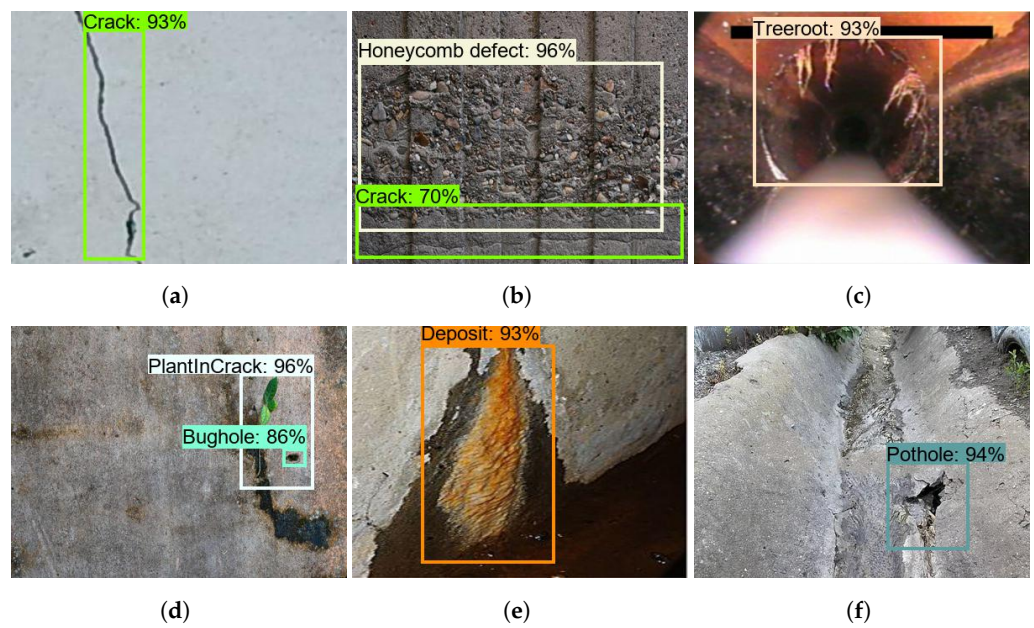 Crack: 93%
Honeycomb defect: 96%
Crack: 70%
Treeroot: 93%
(a)
(b)
(c)
PlantInCrack: 96%
Bughole: 86%
Deposit: 93%
Pothole: 94%
(d)
(e)
(f)